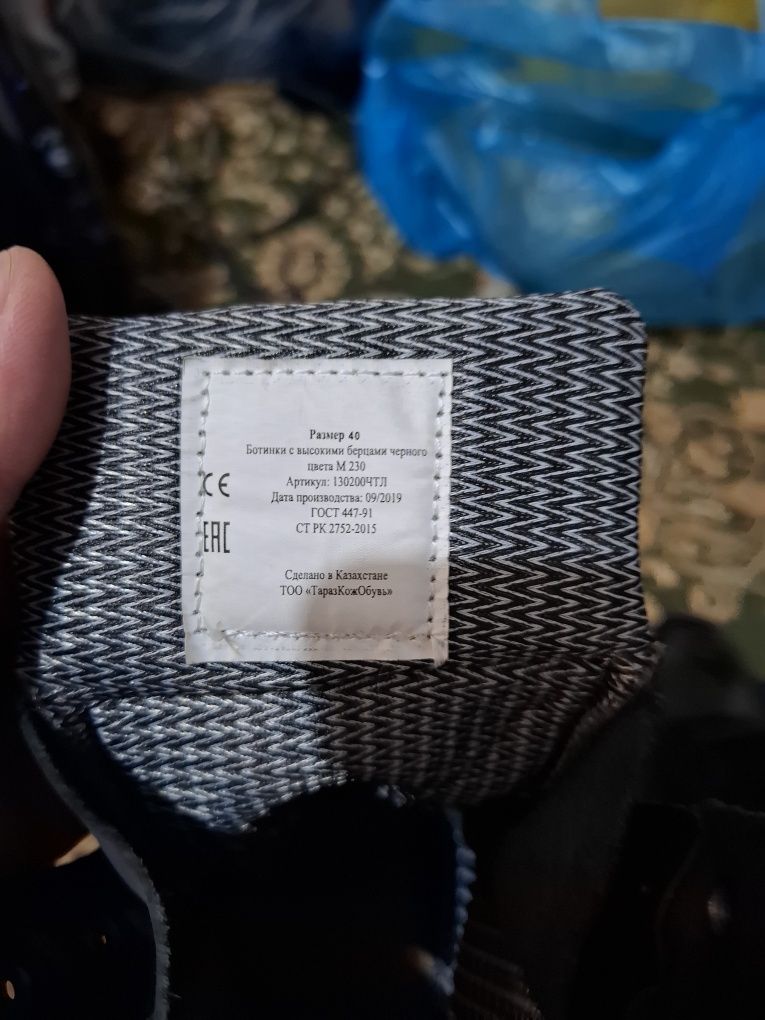 Размер 40
Ботинки с высокими берцами черного
цвета М 230
Артикул: 130200ЧТЛ
Дата производства: 09/2019
ГОСТ 447-91
СТ РК 2752-2015
CE
EAC
Сделано в Казахстане
ТОО «ТаразКожОбувь»